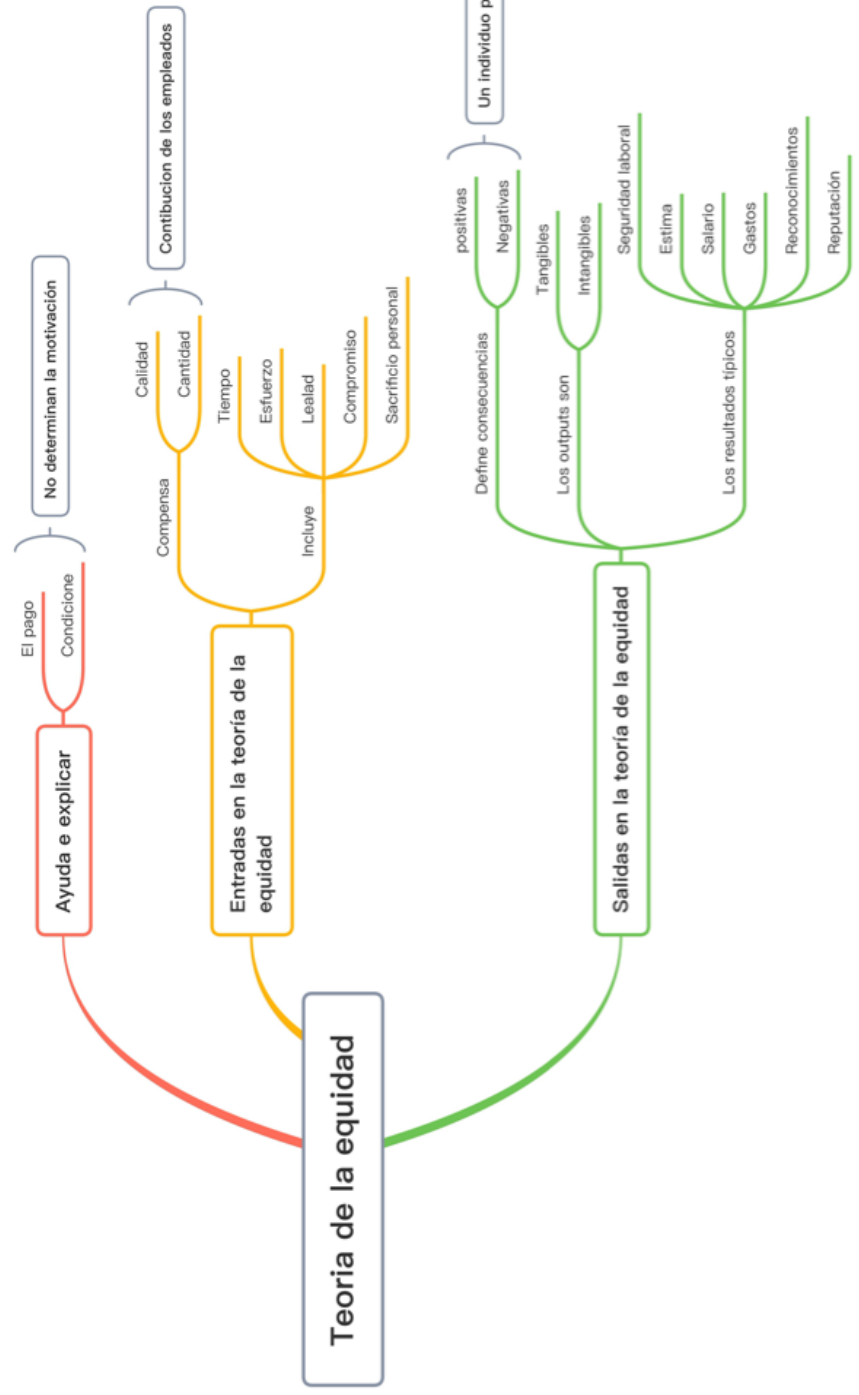 Teoria de la equidad
Ayuda e explicar
El pago
Condicione
No determinan la motivación
Entradas en la teoría de la
equidad
Compensa
Calidad
Cantidad
Contibucion de los empleados
Incluye
Tiempo
Esfuerzo
Lealad
Compromiso
Sacrificio personal
Salidas en la teoría de la equidad
Define consecuencias
positivas
Negativas
Un individuo p
Los outputs son
Tangibles
Intangibles
Los resultados típicos
Seguridad laboral
Estima
Salario
Gastos
Reconocimientos
Reputación